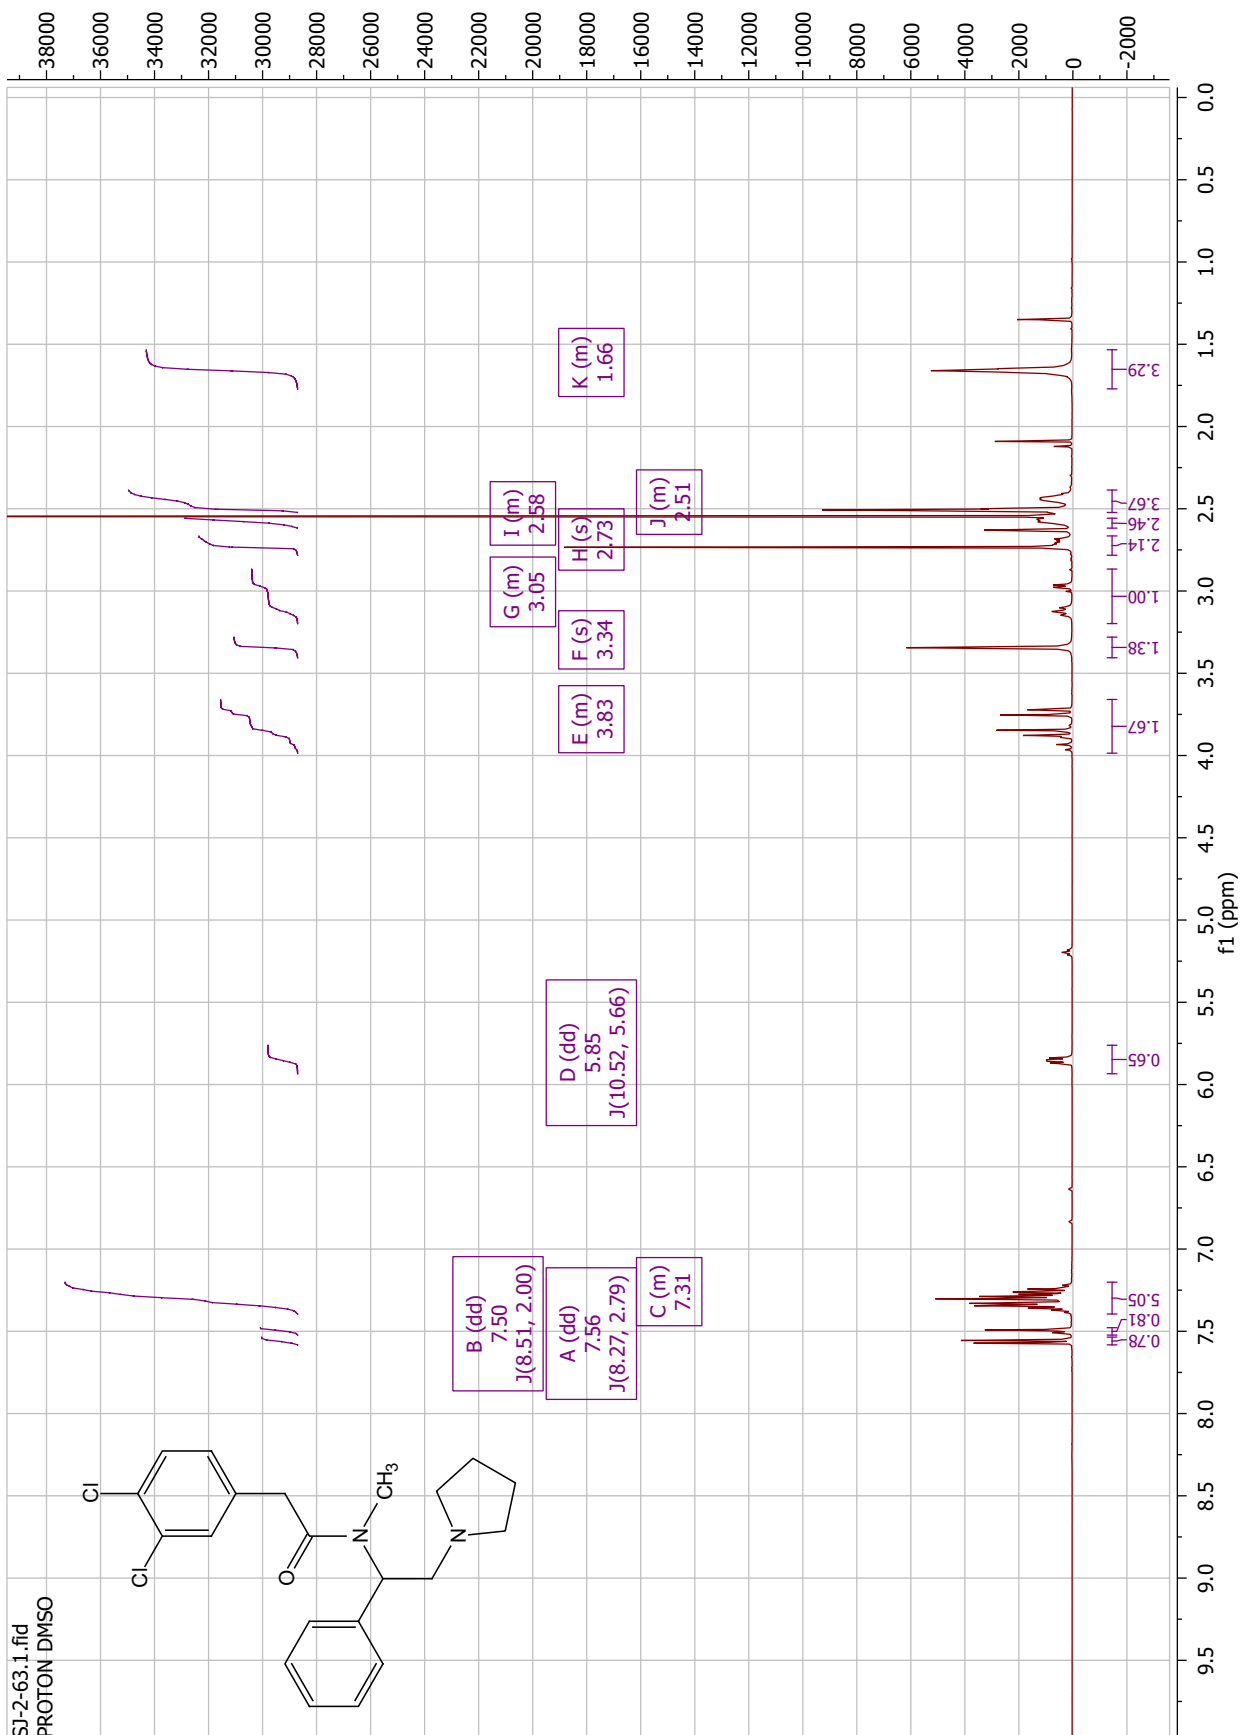 SJ-2-63.1.fid
PROTON DMSO
Cl
Cl
O
N
CH3
N
B (dd)
7.50
J(8.51, 2.00)
A (dd)
7.56
J(8.27, 2.79)
C (m)
7.31
D (dd)
5.85
J(10.52, 5.66)
E (m)
3.83
F (s)
3.34
G (m)
3.05
H (s)
2.73
I (m)
2.58
J (m)
2.51
K (m)
1.66
38000
36000
34000
32000
30000
28000
26000
24000
22000
20000
18000
16000
14000
12000
10000
8000
6000
4000
2000
0
-2000
0.78
0.81
5.05
0.65
1.67
1.38
1.00
2.14
2.46
3.67
3.29
9.5 9.0 8.5 8.0 7.5 7.0 6.5 6.0 5.5 5.0 4.5 4.0 3.5 3.0 2.5 2.0 1.5 1.0 0.5 0.0
f1 (ppm)